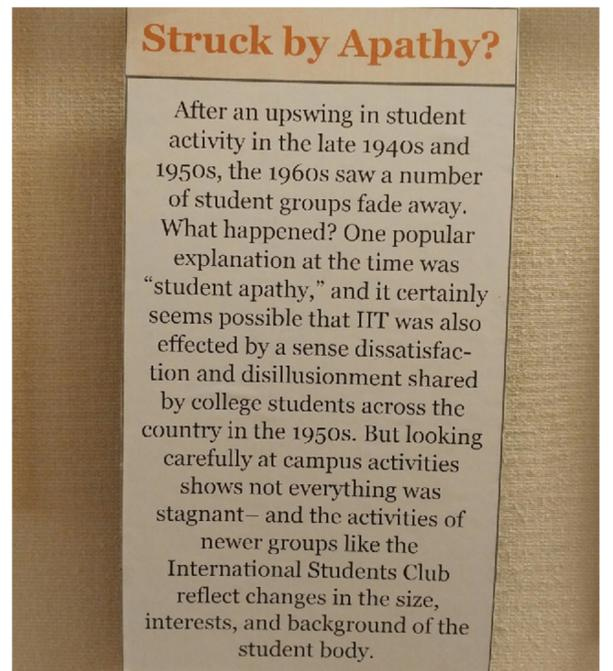 Struck by Apathy?
After an upswing in student
activity in the late 1940s and
1950s, the 1960s saw a number
of student groups fade away.
What happened? One popular
explanation at the time was
“student apathy,” and it certainly
seems possible that IIT was also
effected by a sense dissatisfac-
tion and disillusionment shared
by college students across the
country in the 1950s. But looking
carefully at campus activities
shows not everything was
stagnant– and the activities of
newer groups like the
International Students Club
reflect changes in the size,
interests, and background of the
student body.